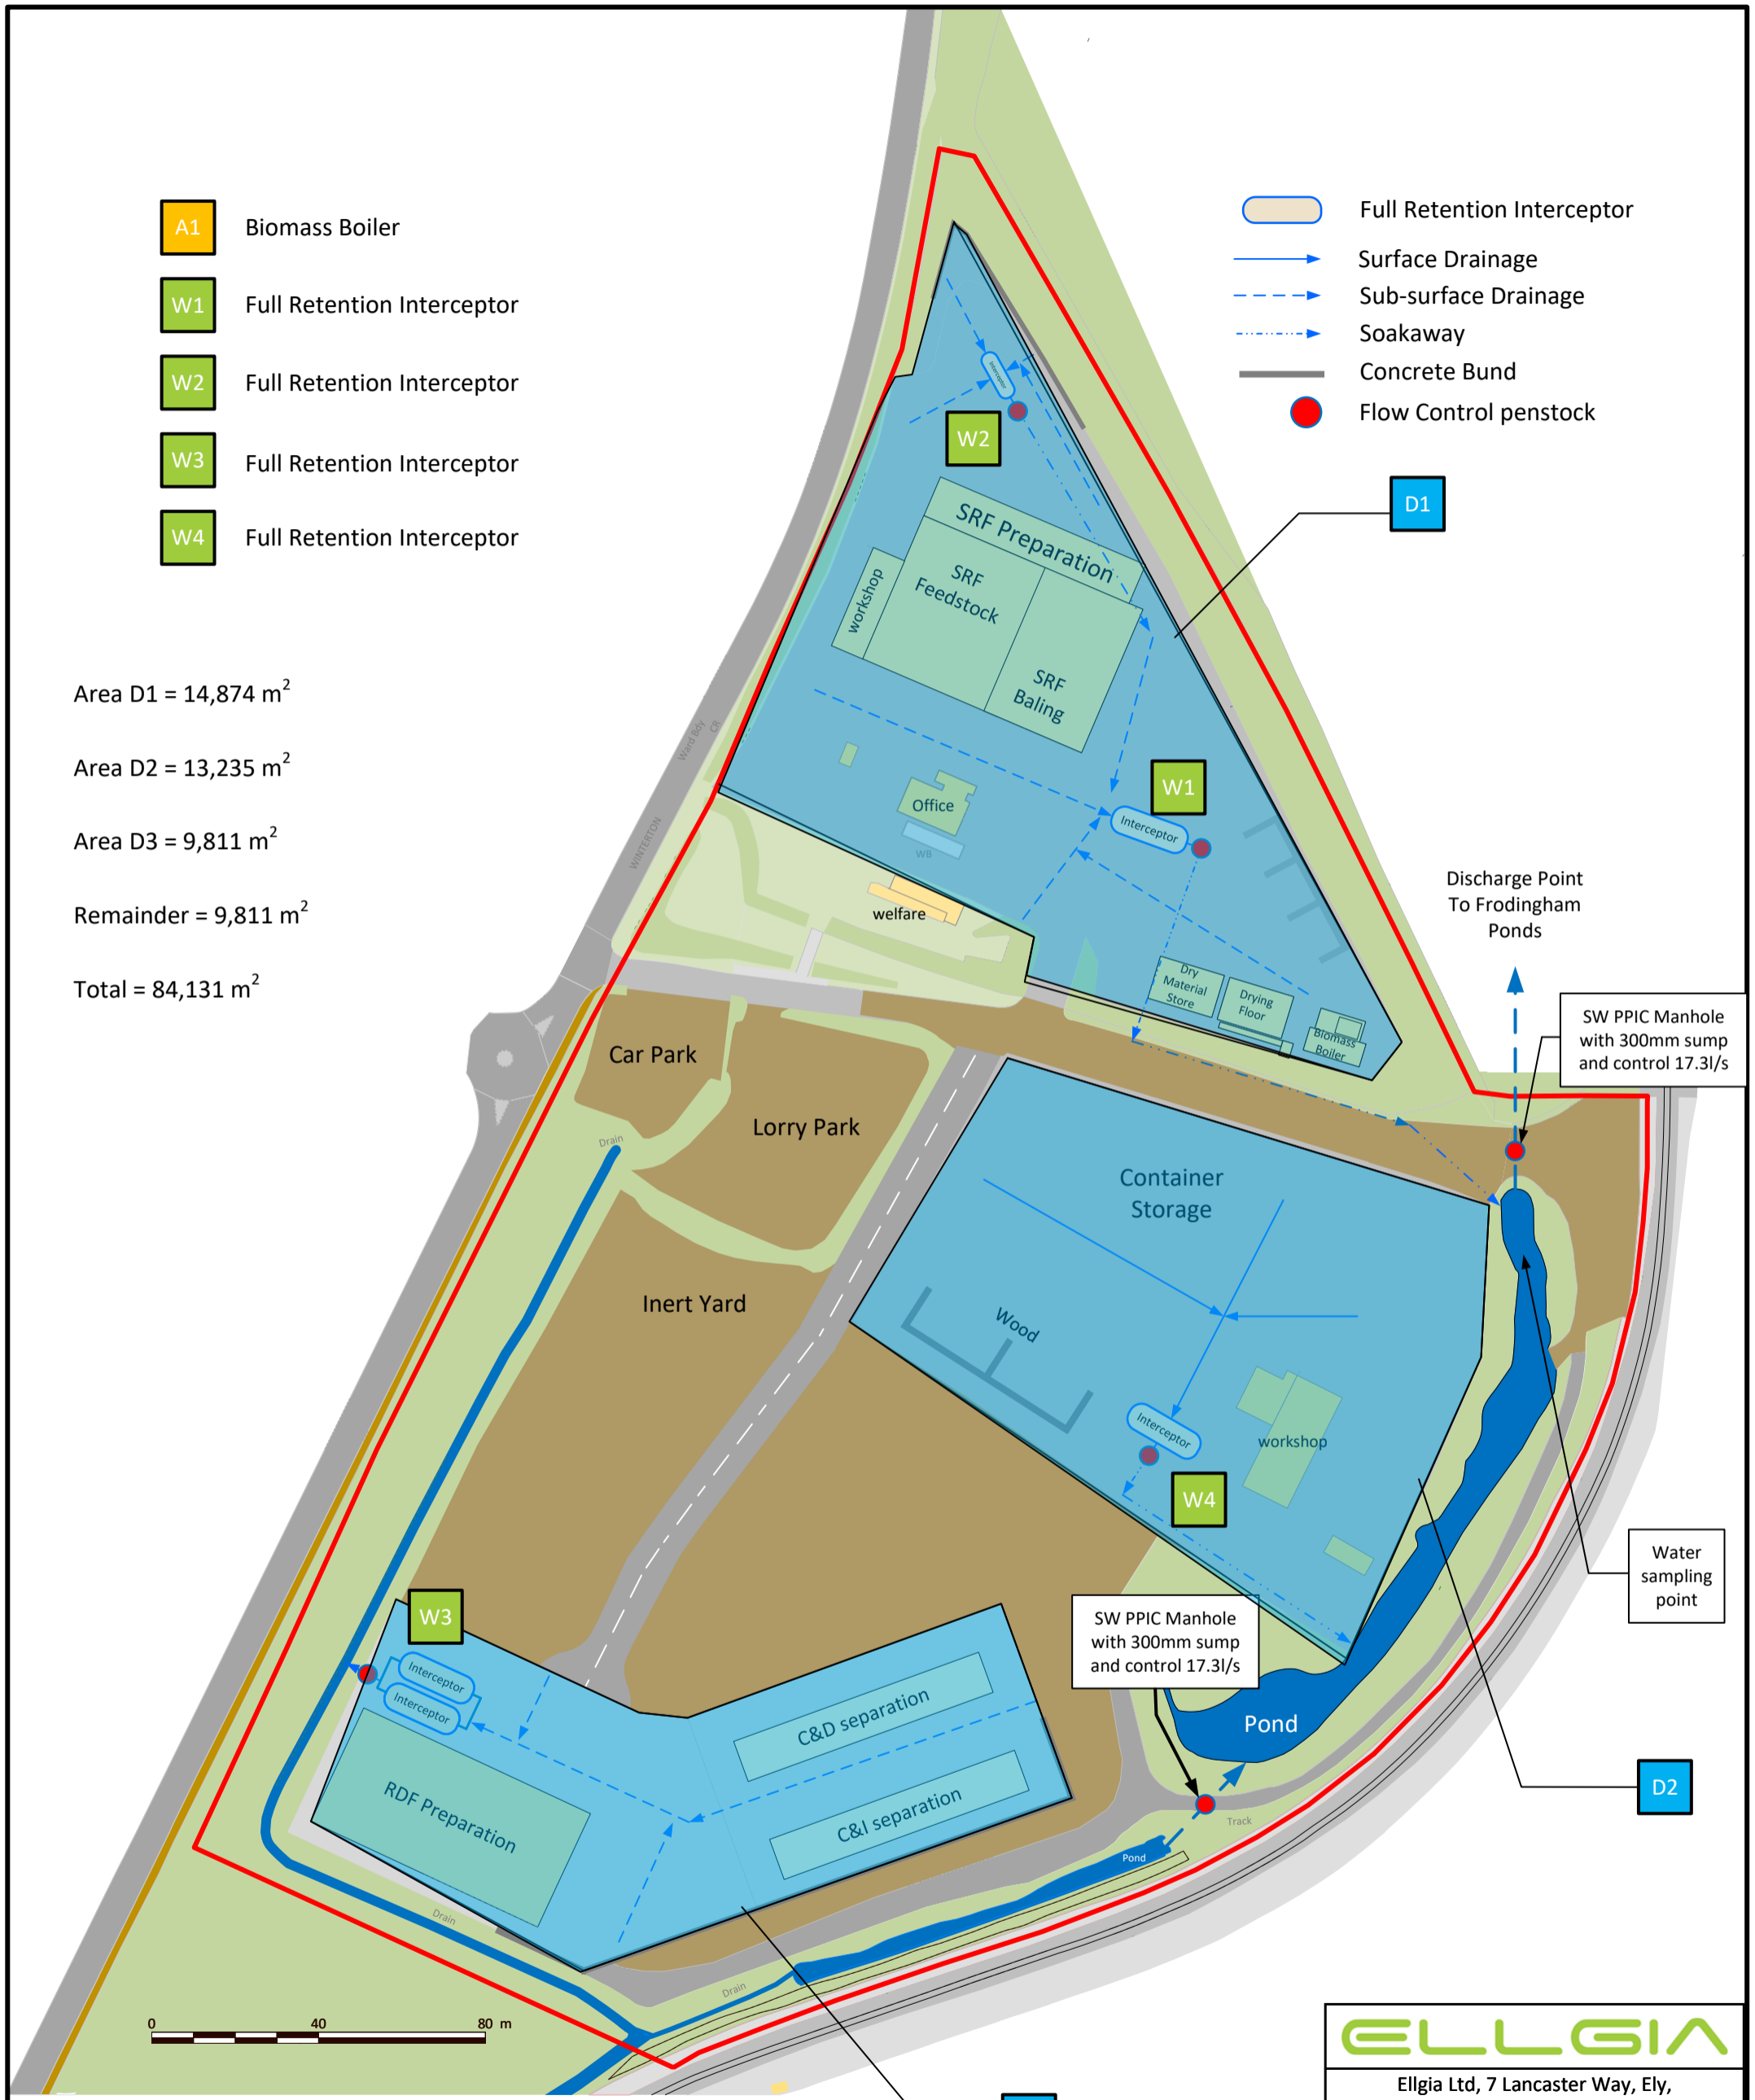 A1
Biomass Boiler
W1
Full Retention Interceptor
W2
Full Retention Interceptor
W3
Full Retention Interceptor
W4
Full Retention Interceptor
Full Retention Interceptor
Surface Drainage
Sub-surface Drainage
Soakaway
Concrete Bund
Flow Control penstock
Area D1 = 14,874 m²
Area D2 = 13,235 m²
Area D3 = 9,811 m²
Remainder = 9,811 m²
Total = 84,131 m²
Interceptor
W2
D1
SRF Preparation
SRF
Feedstock
workshop
SRF
Baling
Ward Bdy
CR
WINTERTON
W1
Interceptor
Office
WB
welfare
Dry
Material
Store
Drying
Floor
Biomass
Boiler
Discharge Point
To Frodingham
Ponds
SW PPIC Manhole
with 300mm sump
and control 17.3l/s
Car Park
Lorry Park
Drain
Container
Storage
Inert Yard
Wood
Interceptor
workshop
W4
Water
sampling
point
W3
Interceptor
Interceptor
SW PPIC Manhole
with 300mm sump
and control 17.3l/s
Pond
C&D separation
C&I separation
RDF Preparation
D2
Track
Pond
Drain
Drain
0 40 80 m
ELLGIA
Ellgia Ltd, 7 Lancaster Way, Ely,